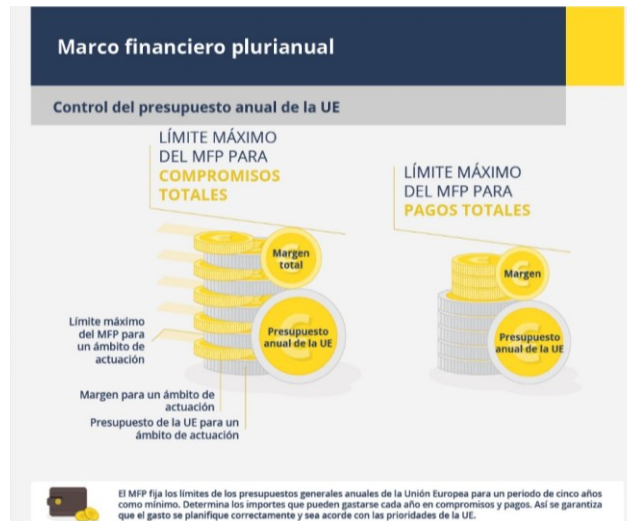 Marco financiero plurianual
Control del presupuesto anual de la UE
LÍMITE MÁXIMO
DEL MFP PARA
COMPROMISOS
TOTALES
LÍMITE MÁXIMO
DEL MFP PARA
PAGOS TOTALES
Margen
total
Margen
Límite máximo
del MFP para
un ámbito de
actuación
Presupuesto
anual de la UE
Presupuesto
anual de la UE
Margen para un ámbito de
actuación
Presupuesto de la UE para un
ámbito de actuación
El MFP fija los límites de los presupuestos generales anuales de la Unión Europea para un periodo de cinco años
como mínimo. Determina los importes que pueden gastarse cada año en compromisos y pagos. Así se garantiza
que el gasto se planifique correctamente y sea acorde con las prioridades de la UE.